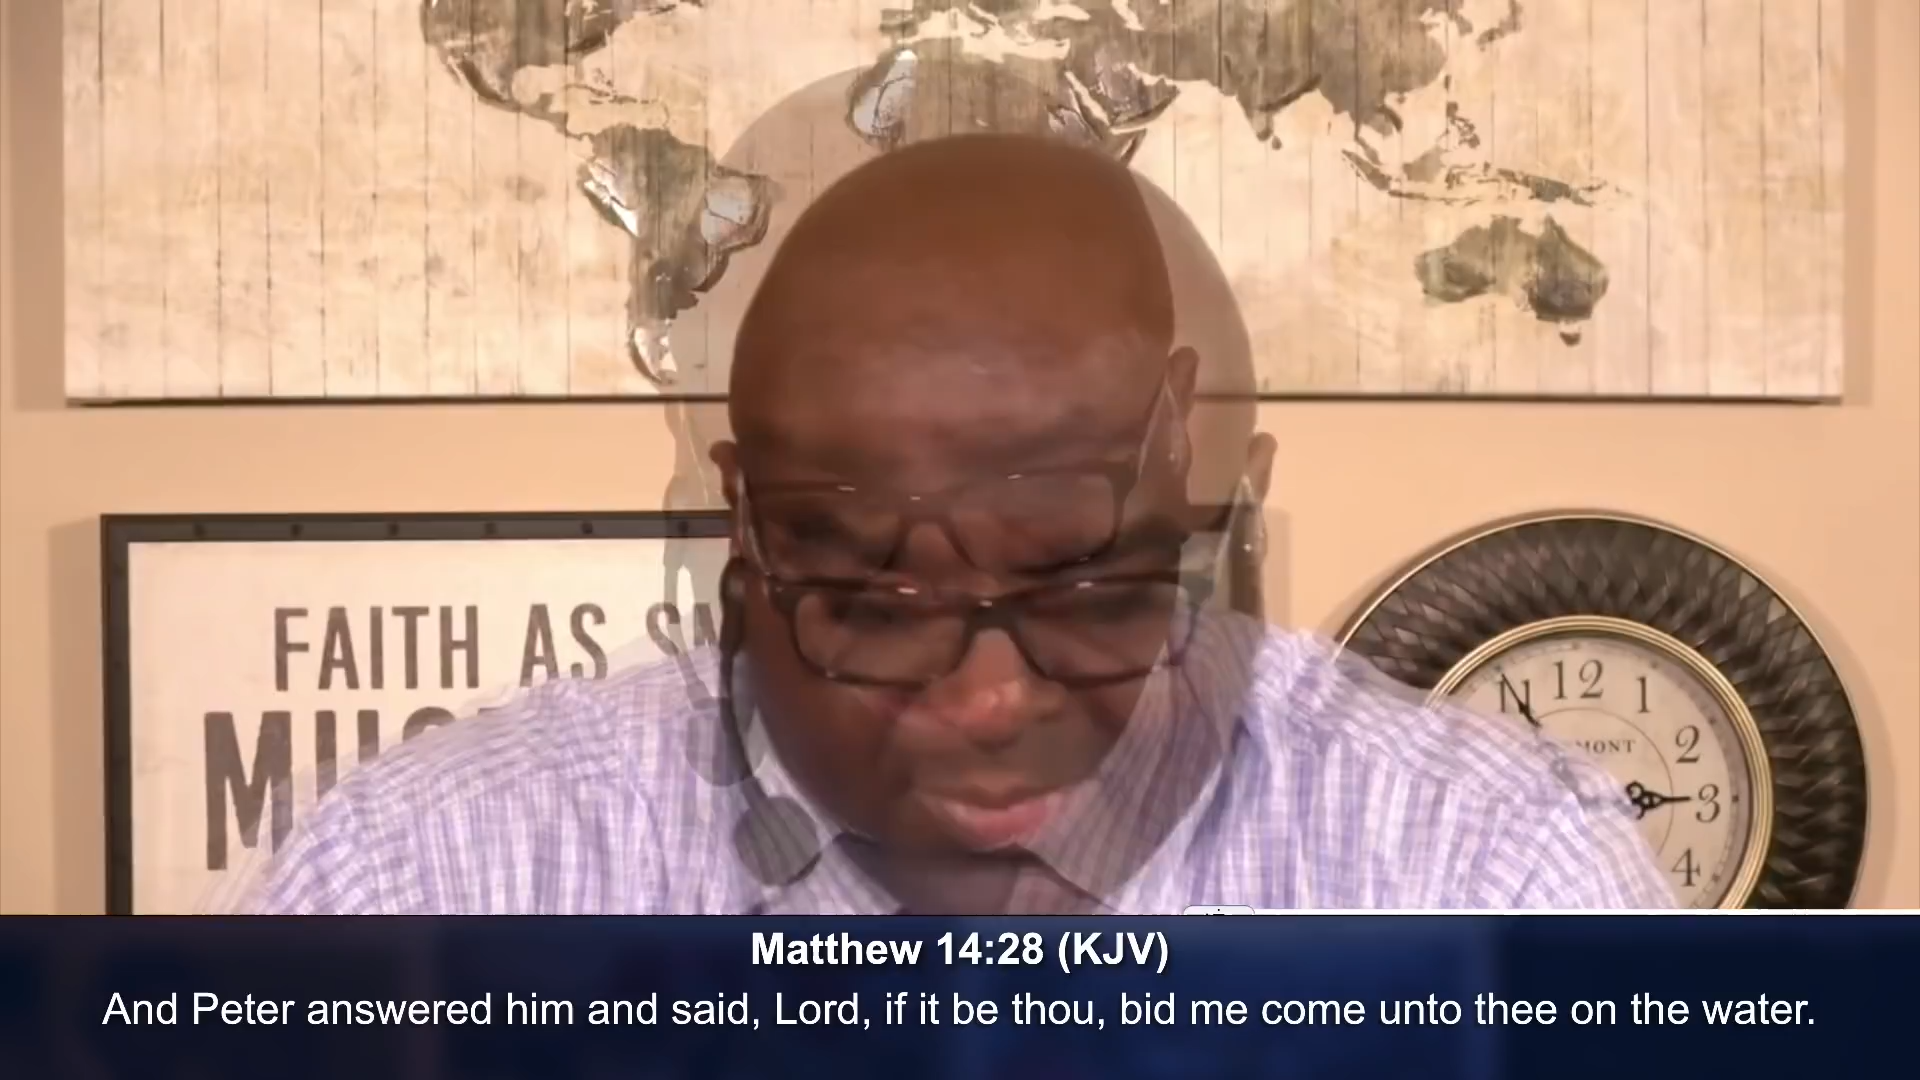 FAITH AS
12
1
2
3
4
Matthew 14:28 (KJV)
And Peter answered him and said, Lord, if it be thou, bid me come unto thee on the water.